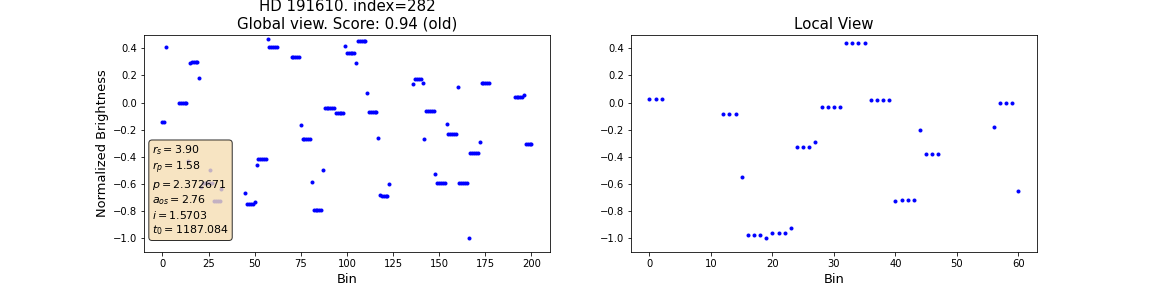 HD 191610. index=282
Global view. Score: 0.94 (old)
Normalized Brightness
0.4
0.2
0.0
−0.2
−0.4
−0.6
−0.8
−1.0
r_s = 3.90
r_p = 1.58
p = 2.372671
a_os = 2.76
i = 1.5703
t_0 = 1187.084
0 25 50 75 100 125 150 175 200
Bin
Local View
0.4
0.2
0.0
−0.2
−0.4
−0.6
−0.8
−1.0
0 10 20 30 40 50 60
Bin